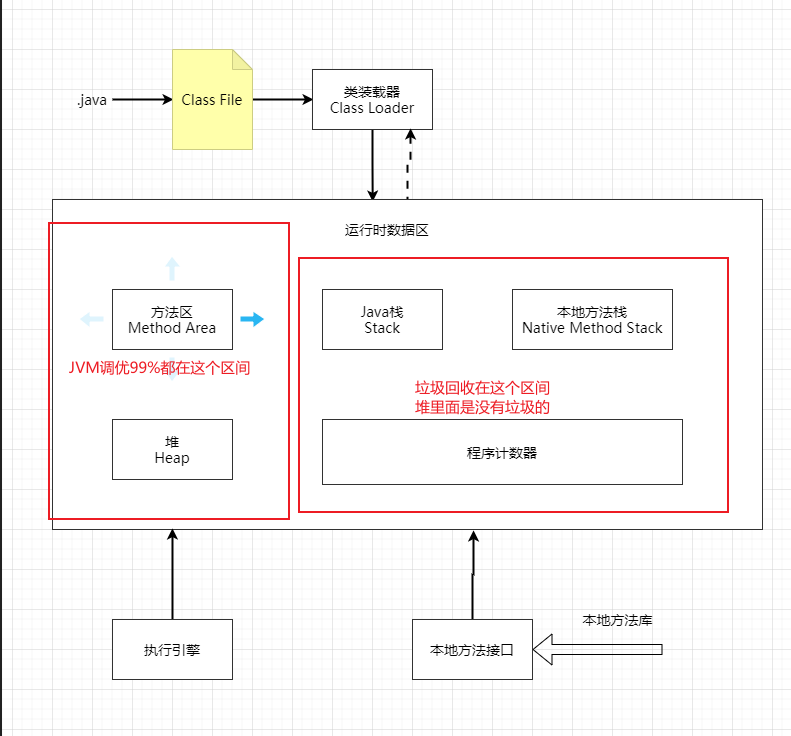 .java
Class File
类装载器
Class Loader
运行时数据区
方法区
Method Area
Java栈
Stack
本地方法栈
Native Method Stack
JVM调优99%都在这个区间
垃圾回收在这个区间
堆里面是没有垃圾的
堆
Heap
程序计数器
执行引擎
本地方法接口
本地方法库